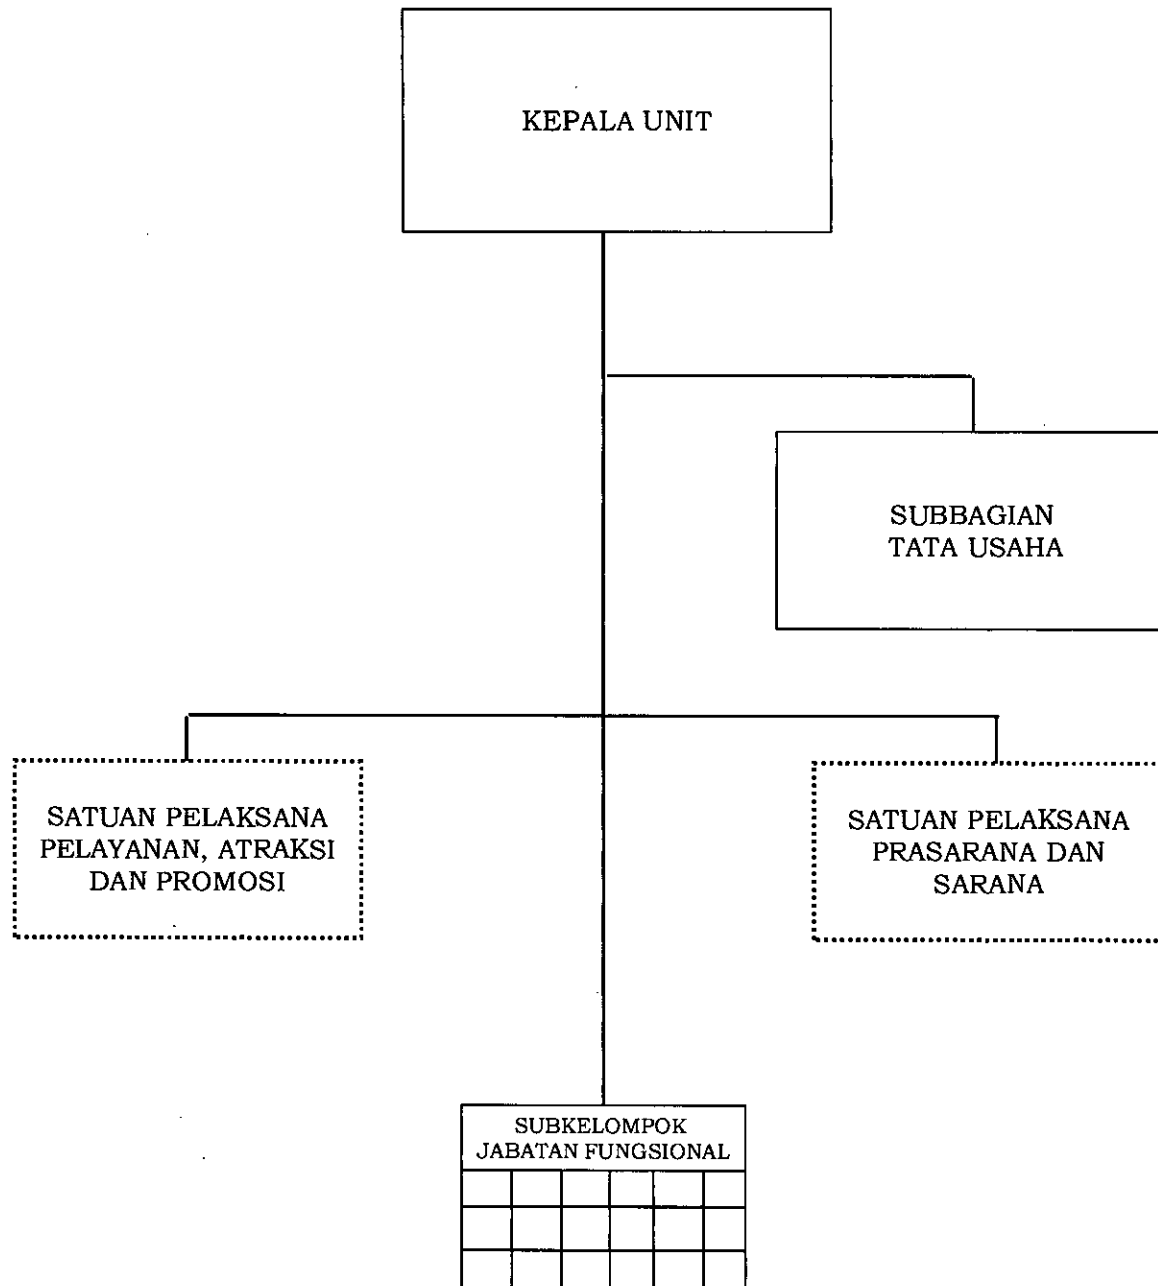 KEPALA UNIT
SUBBAGIAN
TATA USAHA
SATUAN PELAKSANA
PELAYANAN, ATRAKSI
DAN PROMOSI
SATUAN PELAKSANA
PRASARANA DAN
SARANA
SUBKELOMPOK
JABATAN FUNGSIONAL